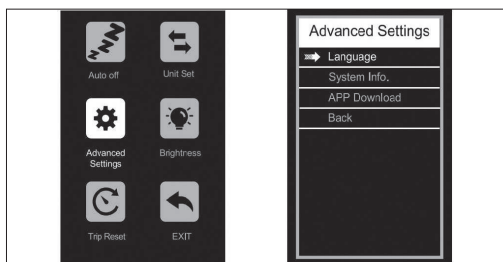 Auto off
Unit Set
Advanced
Settings
Brightness
Trip Reset
EXIT
Advanced Settings
Language
System Info.
APP Download
Back